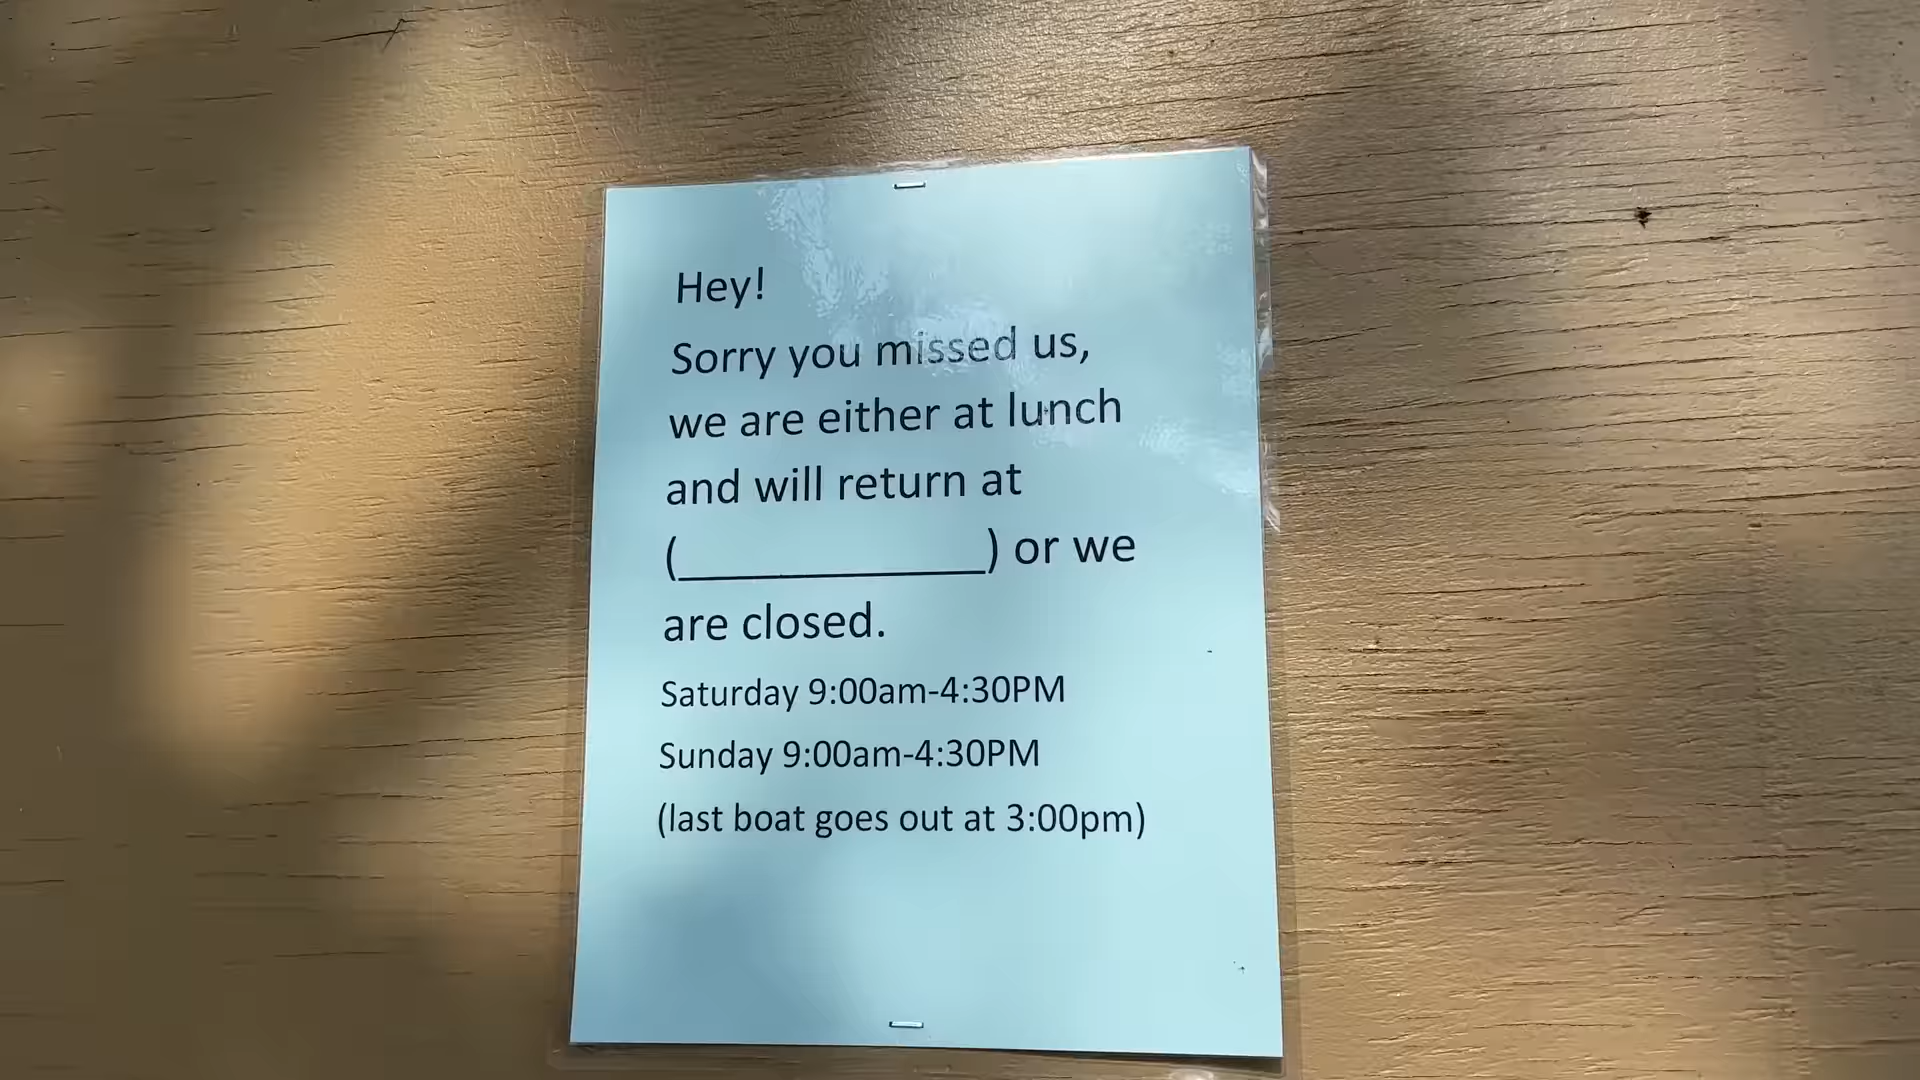 Hey!
Sorry you missed us,
we are either at lunch
and will return at
(______________) or we
are closed.
Saturday 9:00am-4:30PM
Sunday 9:00am-4:30PM
(last boat goes out at 3:00pm)